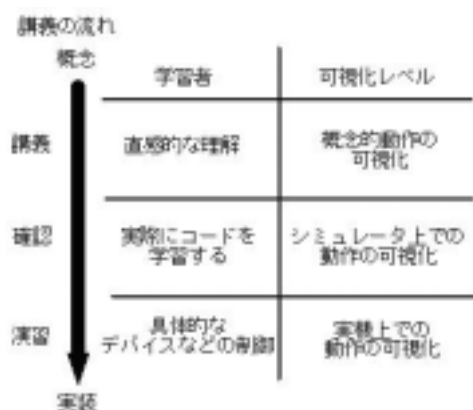 講義の流れ
概念
学習者 可視化レベル
講義 直感的な理解 概念的動作の
可視化
確認 実際にコードを
学習する シミュレータ上での
動作の可視化
演習 具体的な
デバイスなどの制御 実機上での
動作の可視化
実装